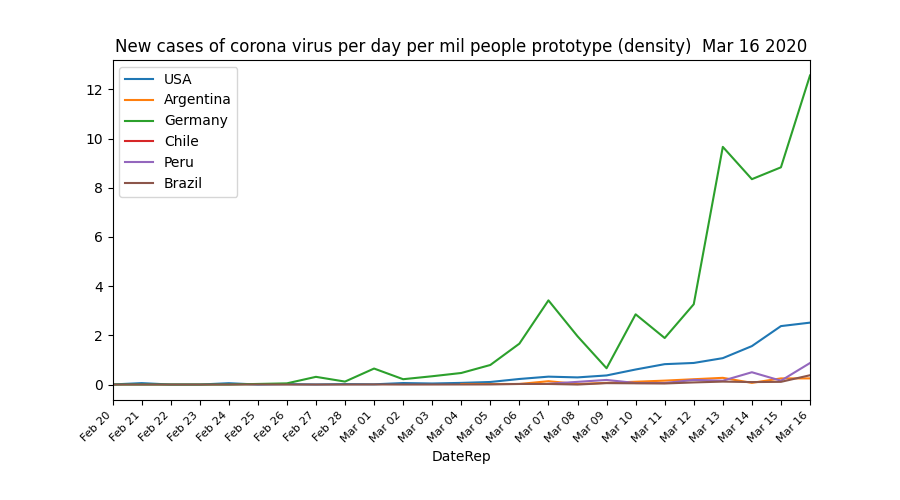 New cases of corona virus per day per mil people prototype (density)  Mar 16 2020
USA
Argentina
Germany
Chile
Peru
Brazil
12
10
8
6
4
2
0
Feb 20
Feb 21
Feb 22
Feb 23
Feb 24
Feb 25
Feb 26
Feb 27
Feb 28
Mar 01
Mar 02
Mar 03
Mar 04
Mar 05
Mar 06
Mar 07
Mar 08
Mar 09
Mar 10
Mar 11
Mar 12
Mar 13
Mar 14
Mar 15
Mar 16
DateRep